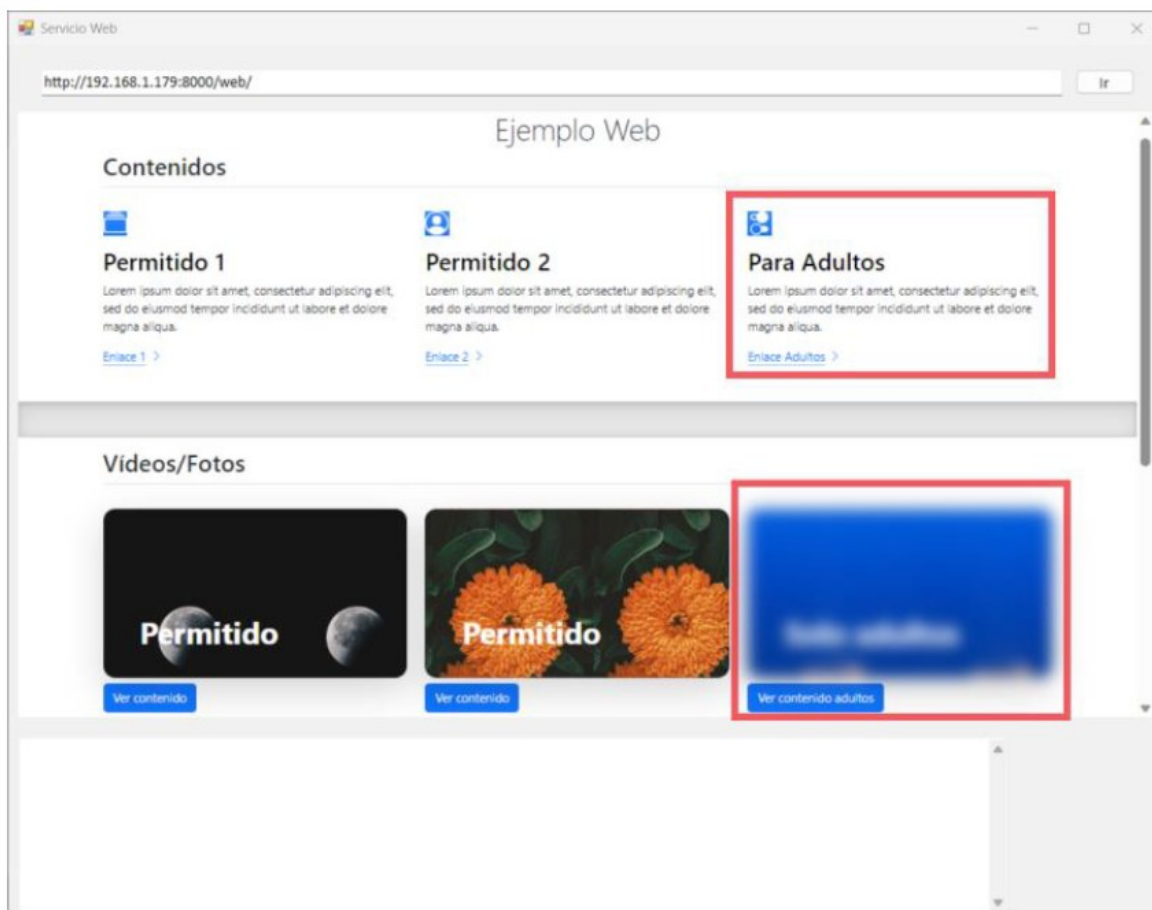 Servicio Web
http://192.168.1.179:8000/web/
Ir
Ejemplo Web
Contenidos
Permitido 1
Lorem ipsum dolor sit amet, consectetur adipiscing elit,
sed do eiusmod tempor incididunt ut labore et dolore
magna aliqua.
Enlace 1 >
Permitido 2
Lorem ipsum dolor sit amet, consectetur adipiscing elit,
sed do eiusmod tempor incididunt ut labore et dolore
magna aliqua.
Enlace 2 >
Para Adultos
Lorem ipsum dolor sit amet, consectetur adipiscing elit,
sed do eiusmod tempor incididunt ut labore et dolore
magna aliqua.
Enlace Adultos >
Vídeos/Fotos
Permitido
Ver contenido
Permitido
Ver contenido
Solo adultos
Ver contenido adultos